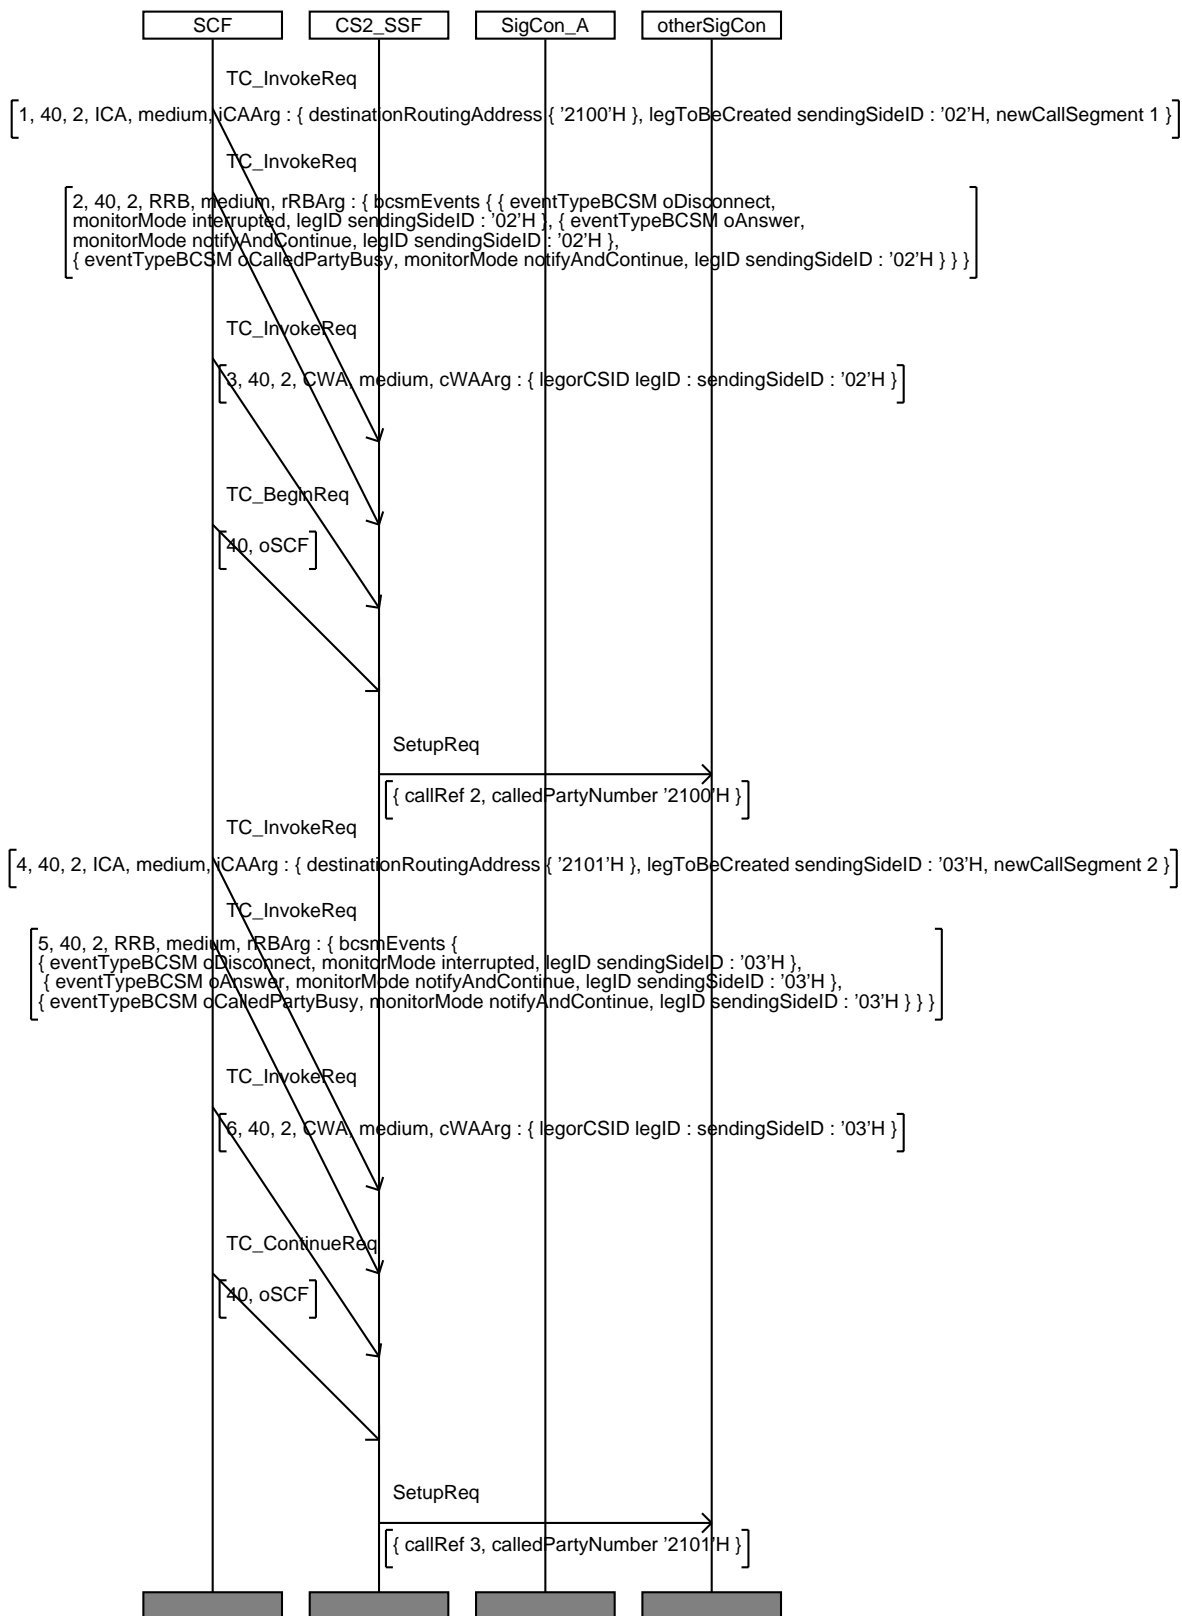 SCF CS2_SSF SigCon_A otherSigCon
TC_InvokeReq
1, 40, 2, ICA, medium, iCAArg : { destinationRoutingAddress { '2100'H }, legToBeCreated sendingSideID : '02'H, newCallSegment 1 }
TC_InvokeReq
2, 40, 2, RRB, medium, rRBArg : { bcsmEvents { { eventTypeBCSM oDisconnect,
monitorMode interrupted, legID sendingSideID : '02'H }, { eventTypeBCSM oAnswer,
monitorMode notifyAndContinue, legID sendingSideID : '02'H },
{ eventTypeBCSM oCalledPartyBusy, monitorMode notifyAndContinue, legID sendingSideID : '02'H } } }
TC_InvokeReq
3, 40, 2, CWA, medium, cWAArg : { legorCSID legID : sendingSideID : '02'H }
TC_BeginReq
40, oSCF
SetupReq
{ callRef 2, calledPartyNumber '2100'H }
TC_InvokeReq
4, 40, 2, ICA, medium, iCAArg : { destinationRoutingAddress { '2101'H }, legToBeCreated sendingSideID : '03'H, newCallSegment 2 }
TC_InvokeReq
5, 40, 2, RRB, medium, rRBArg : { bcsmEvents {
{ eventTypeBCSM oDisconnect, monitorMode interrupted, legID sendingSideID : '03'H },
{ eventTypeBCSM oAnswer, monitorMode notifyAndContinue, legID sendingSideID : '03'H },
{ eventTypeBCSM oCalledPartyBusy, monitorMode notifyAndContinue, legID sendingSideID : '03'H } } }
TC_InvokeReq
6, 40, 2, CWA, medium, cWAArg : { legorCSID legID : sendingSideID : '03'H }
TC_ContinueReq
40, oSCF
SetupReq
{ callRef 3, calledPartyNumber '2101'H }